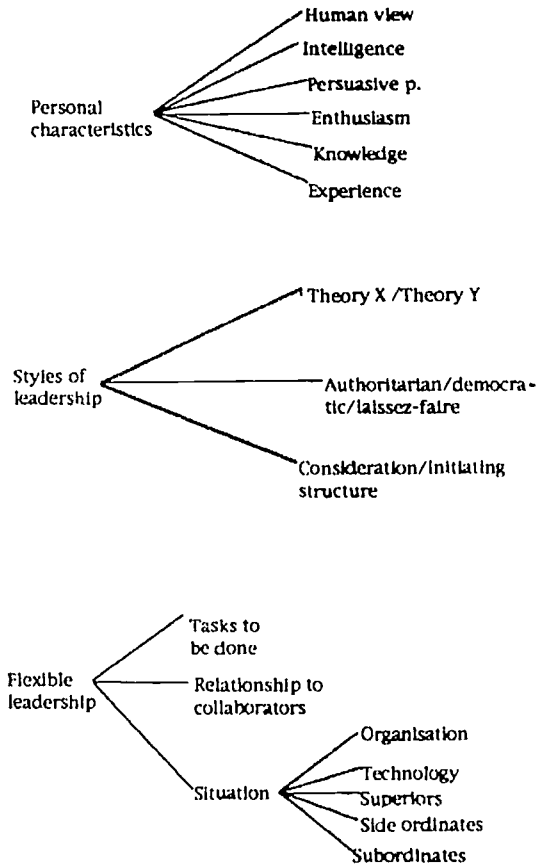 Personal
characteristics
Human view
Intelligence
Persuasive p.
Enthusiasm
Knowledge
Experience
Styles of
leadership
Theory X /Theory Y
Authoritarian/democra-
tic/laissez-faire
Consideration/initiating
structure
Flexible
leadership
Tasks to
be done
Relationship to
collaborators
Situation
Organisation
Technology
Superiors
Side ordinates
Subordinates